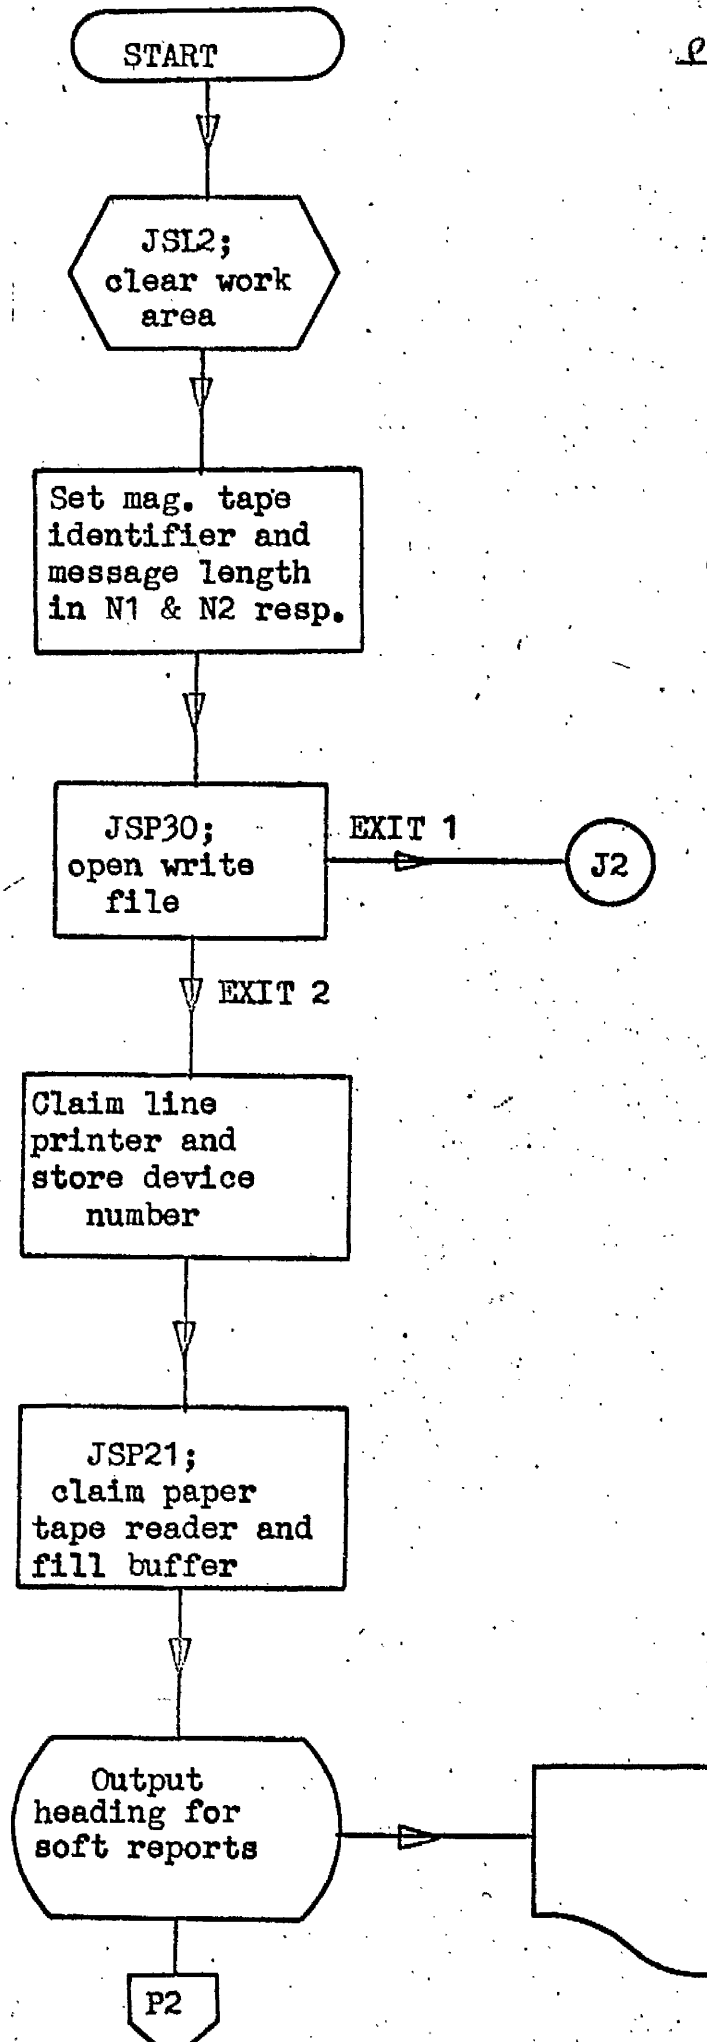 START
JSL2;
clear work
area
Set mag. tape
identifier and
message length
in N1 & N2 resp.
JSP30;
open write
file
EXIT 1
J2
EXIT 2
Claim line
printer and
store device
number
JSP21;
claim paper
tape reader and
fill buffer
Output
heading for
soft reports
P2